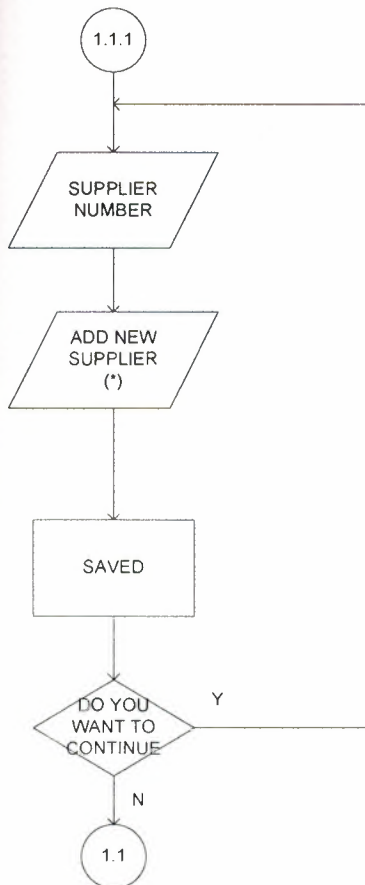 1.1.1
SUPPLIER
NUMBER
ADD NEW
SUPPLIER
(*)
SAVED
DO YOU
WANT TO
CONTINUE
Y
N
1.1